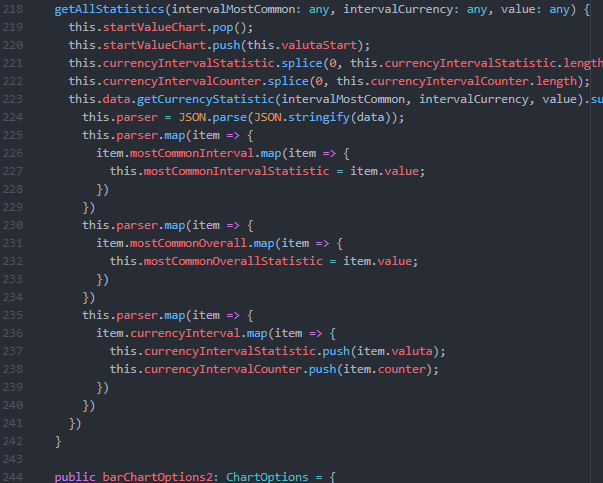 218 getAllStatistics(intervalMostCommon: any, intervalCurrency: any, value: any) {
219 this.startValueChart.pop();
220 this.startValueChart.push(this.valutaStart);
221 this.currencyIntervalStatistic.splice(0, this.currencyIntervalStatistic.length
222 this.currencyIntervalCounter.splice(0, this.currencyIntervalCounter.length);
223 this.data.getCurrencyStatistic(intervalMostCommon, intervalCurrency, value).su
224 this.parser = JSON.parse(JSON.stringify(data));
225 this.parser.map(item => {
226 item.mostCommonInterval.map(item => {
227 this.mostCommonIntervalStatistic = item.value;
228 })
229 })
230 this.parser.map(item => {
231 item.mostCommonOverall.map(item => {
232 this.mostCommonOverallStatistic = item.value;
233 })
234 })
235 this.parser.map(item => {
236 item.currencyInterval.map(item => {
237 this.currencyIntervalStatistic.push(item.valuta);
238 this.currencyIntervalCounter.push(item.counter);
239 })
240 })
241 })
242 }
243
244 public barChartOptions2: ChartOptions = {